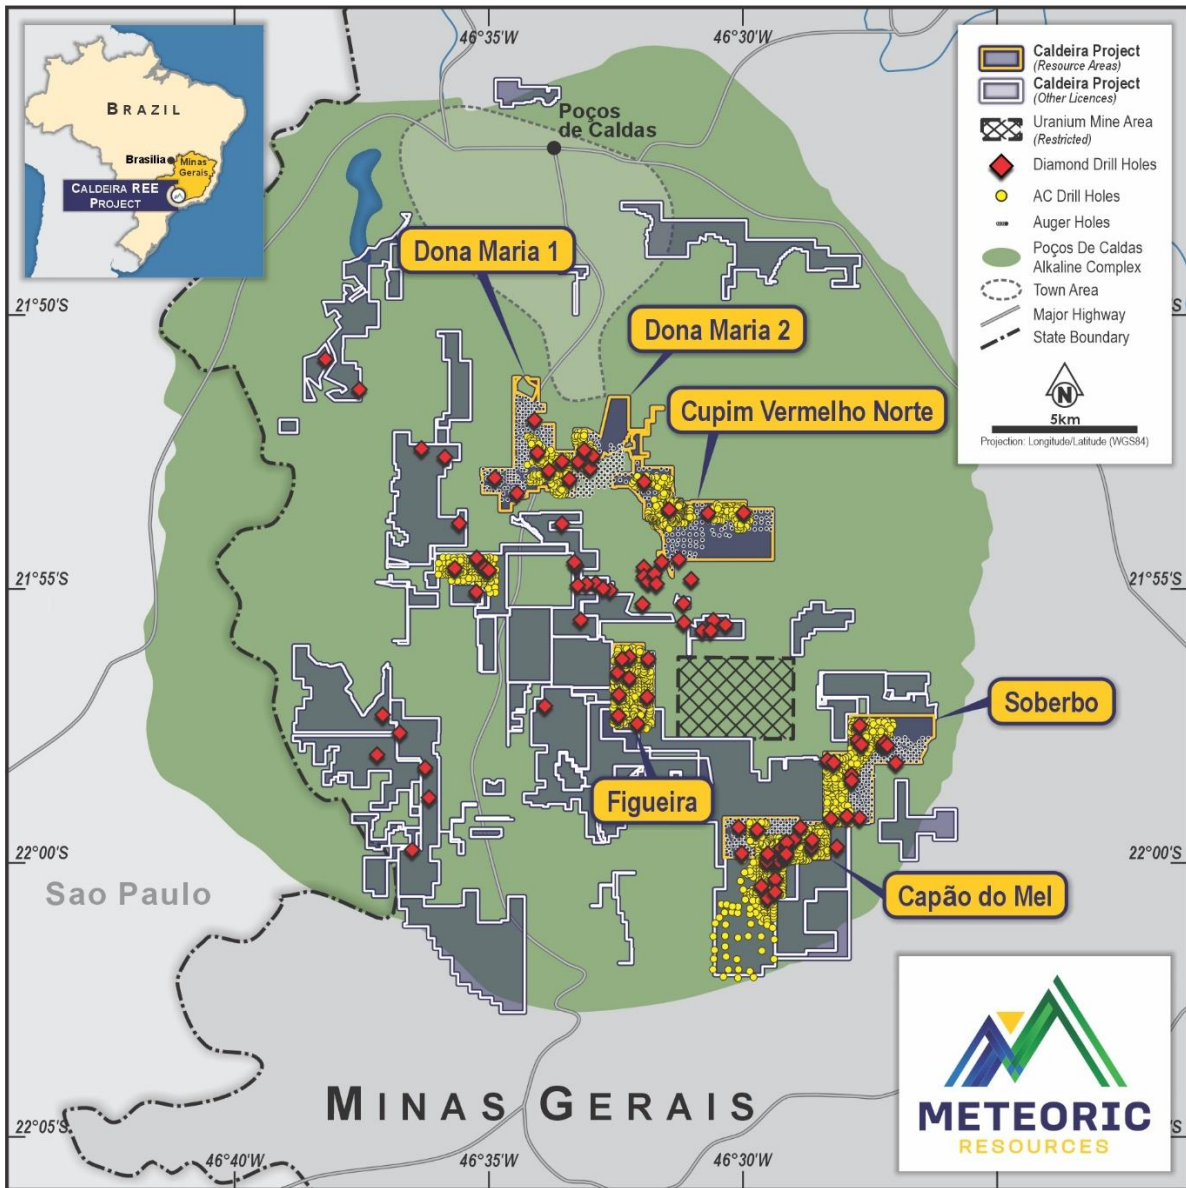 46°35'W
46°30'W
BRAZIL
Brasilia
Minas
Gerais
CALDEIRA REE
PROJECT
Poços
de Caldas
Caldeira Project
(Resource Areas)
Caldeira Project
(Other Licences)
Uranium Mine Area
(Restricted)
Diamond Drill Holes
AC Drill Holes
Auger Holes
Poços De Caldas
Alkaline Complex
Town Area
Major Highway
State Boundary
N
5km
Projection: Longitude/Latitude (WGS84)
Dona Maria 1
21°50'S
Dona Maria 2
Cupim Vermelho Norte
21°55'S
21°55'S
Soberbo
Figueira
22°00'S
22°00'S
Sao Paulo
Capão do Mel
MINAS GERAIS
METEORIC
RESOURCES
22°05'S
46°40'W
46°35'W
46°30'W